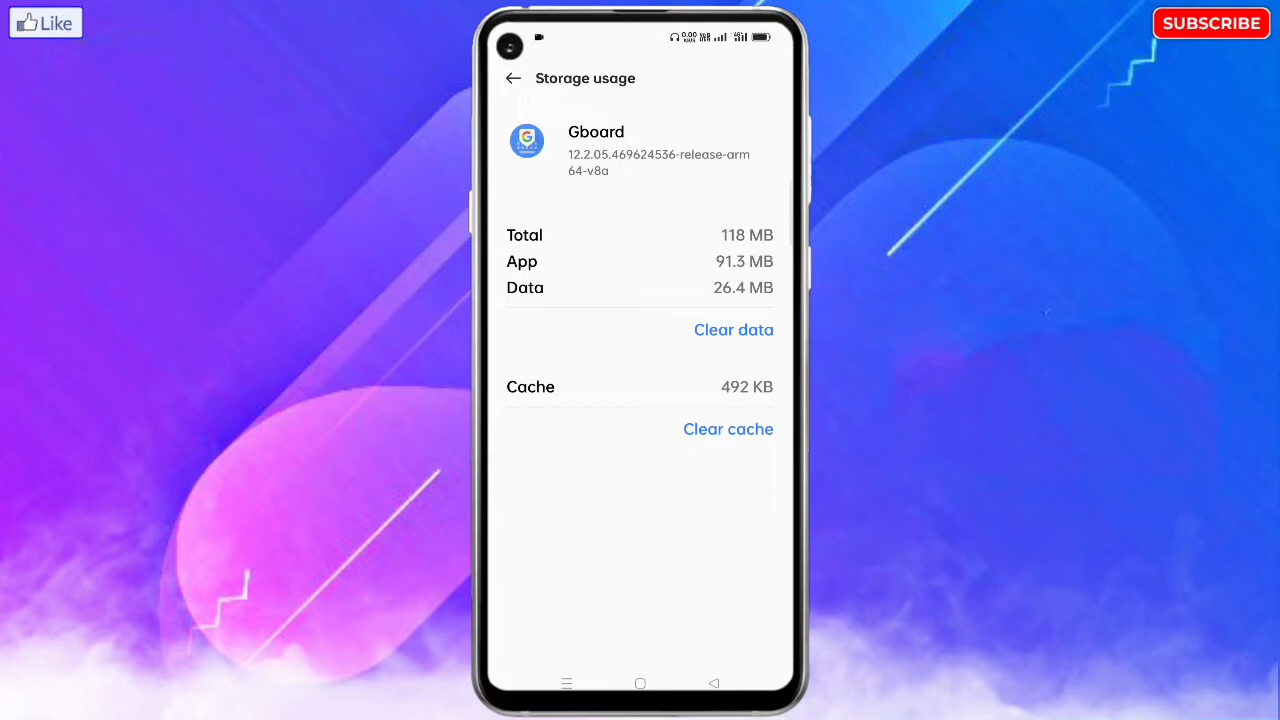 Like
SUBSCRIBE
Storage usage
Gboard
12.2.05.469624536-release-arm
64-v8a
Total 118 MB
App 91.3 MB
Data 26.4 MB
Clear data
Cache 492 KB
Clear cache